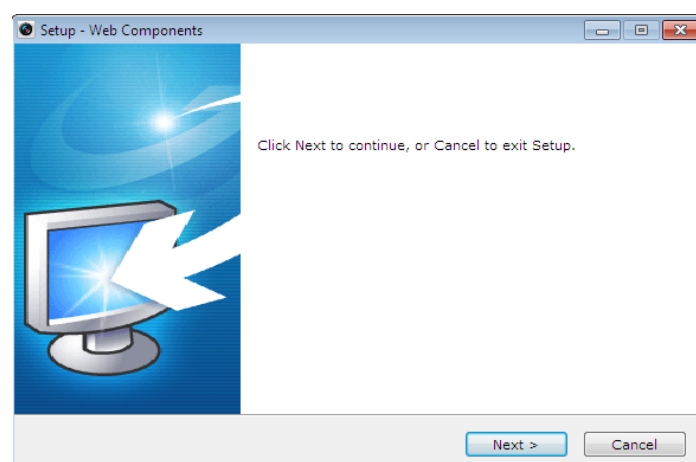 Setup - Web Components
Click Next to continue, or Cancel to exit Setup.
Next >
Cancel